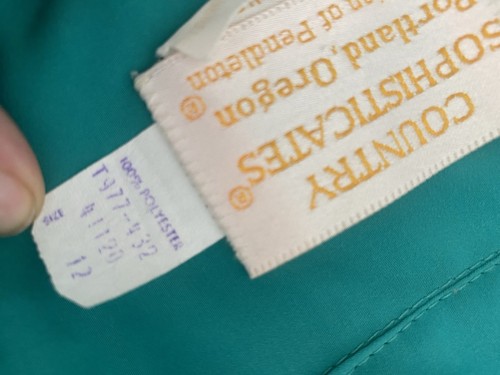 COUNTRY
SOPHISTICATES®
Portland, Oregon
of Pendleton®
100% POLYESTER
T977-432
12